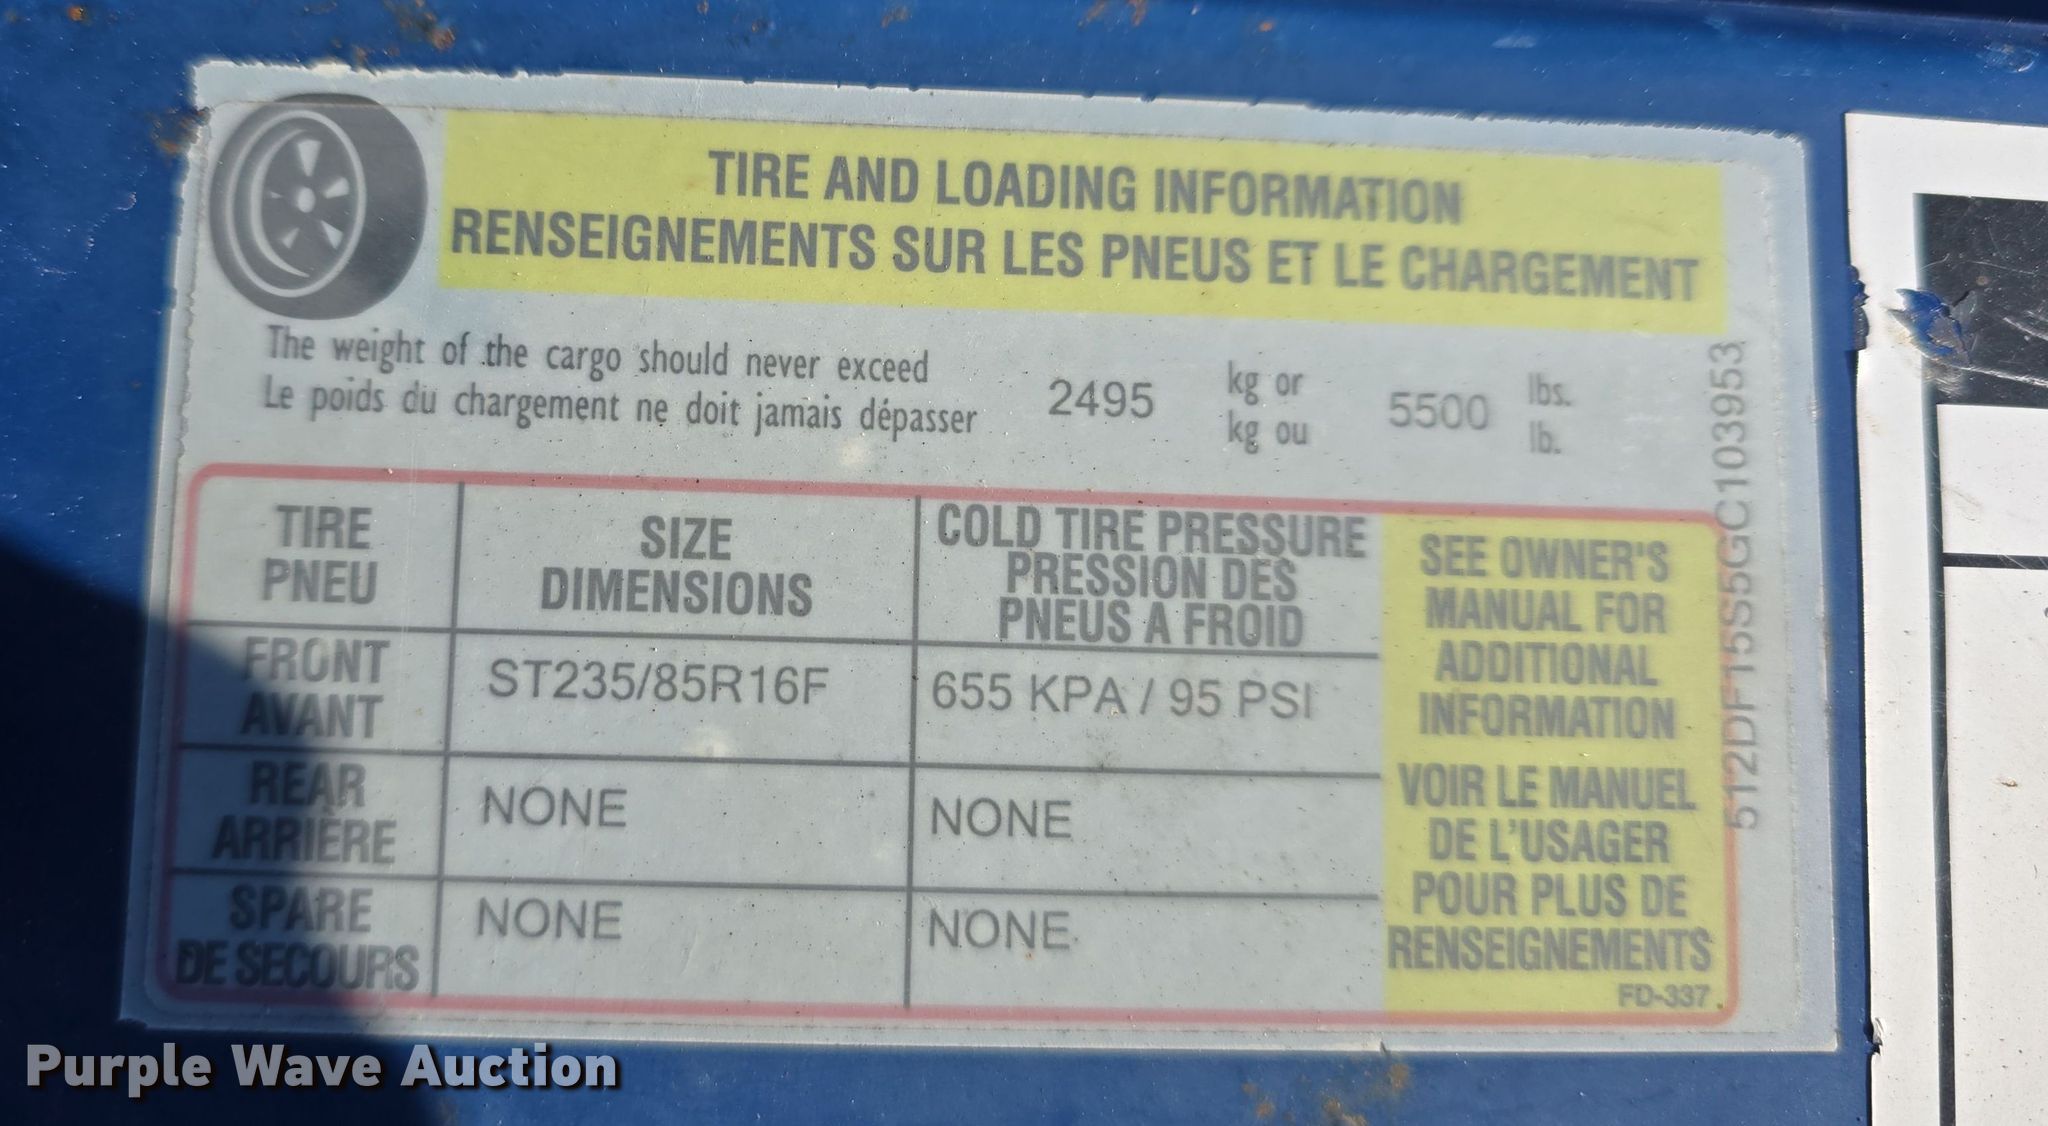 TIRE AND LOADING INFORMATION
RENSEIGNEMENTS SUR LES PNEUS ET LE CHARGEMENT
The weight of the cargo should never exceed 2495 kg or 5500 lbs.
Le poids du chargement ne doit jamais dépasser kg ou lb.
TIRE
PNEU
SIZE
DIMENSIONS
COLD TIRE PRESSURE
PRESSION DES
PNEUS A FROID
FRONT
AVANT
ST235/85R16F
655 KPA / 95 PSI
REAR
ARRIÈRE
NONE
NONE
SPARE
DE SECOURS
NONE
NONE
SEE OWNER'S
MANUAL FOR
ADDITIONAL
INFORMATION
VOIR LE MANUEL
DE L'USAGER
POUR PLUS DE
RENSEIGNEMENTS
FD-337
512DF15S5GC1039953
Purple Wave Auction